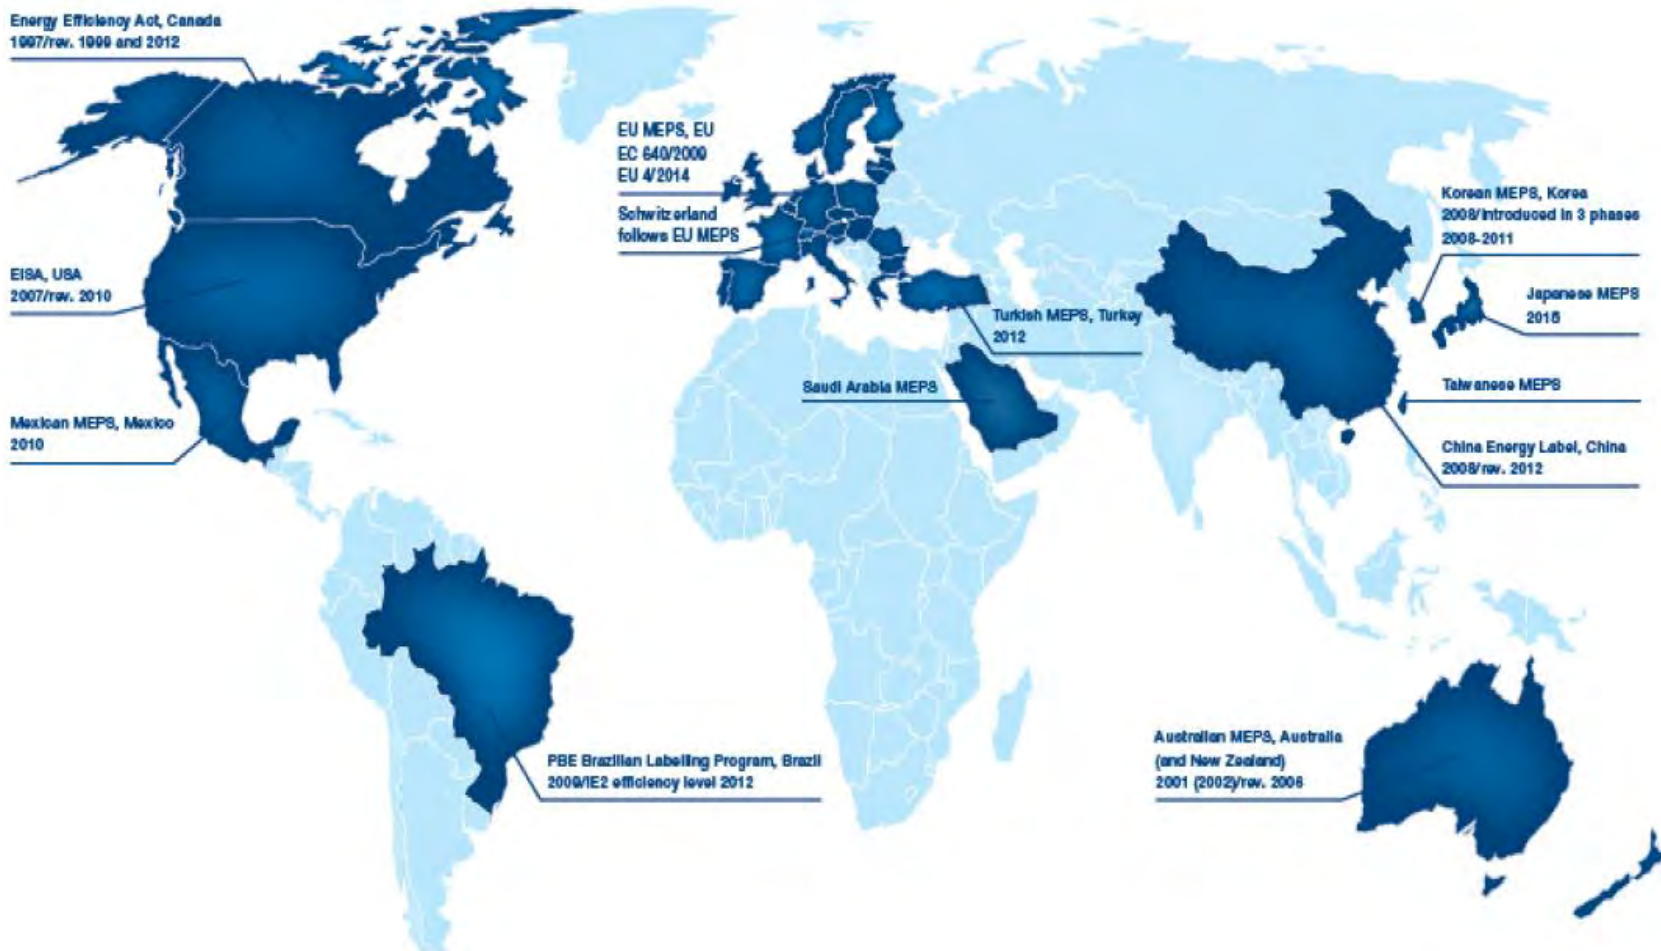 Energy Efficiency Act, Canada
1997/rev. 1999 and 2012
EU MEPS, EU
EC 640/2009
EU 4/2014
Schwitzerland
follows EU MEPS
Korean MEPS, Korea
2008/introduced in 3 phases
2008-2011
EISA, USA
2007/rev. 2010
Japanese MEPS
2015
Turkish MEPS, Turkey
2012
Saudi Arabia MEPS
Taiwanese MEPS
Mexican MEPS, Mexico
2010
China Energy Label, China
2008/rev. 2012
PBE Brazilian Labelling Program, Brazil
2009/IE2 efficiency level 2012
Australian MEPS, Australia
(and New Zealand)
2001 (2002)/rev. 2006